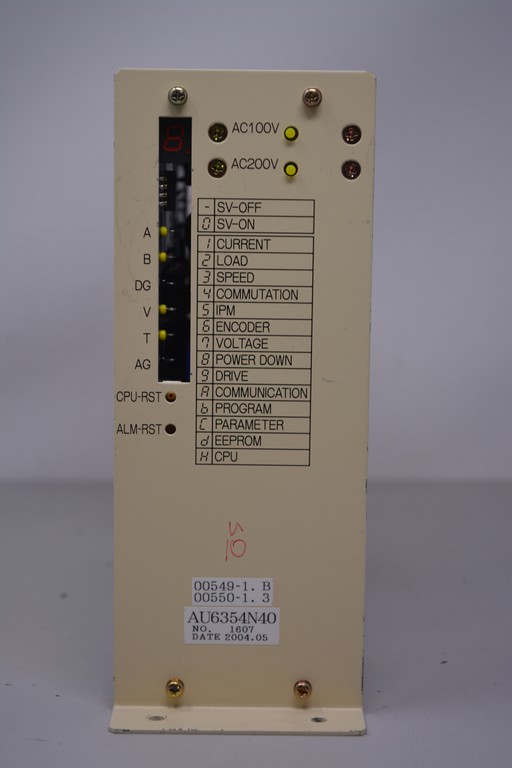 AC100V
AC200V
- SV-OFF
0 SV-ON
1 CURRENT
2 LOAD
3 SPEED
4 COMMUTATION
5 IPM
6 ENCODER
7 VOLTAGE
8 POWER DOWN
9 DRIVE
A COMMUNICATION
b PROGRAM
C PARAMETER
d EEPROM
H CPU
A
B
DG
V
T
AG
CPU-RST
ALM-RST
00549-1. B
00550-1. 3
AU6354N40
NO. 1607
DATE 2004.05